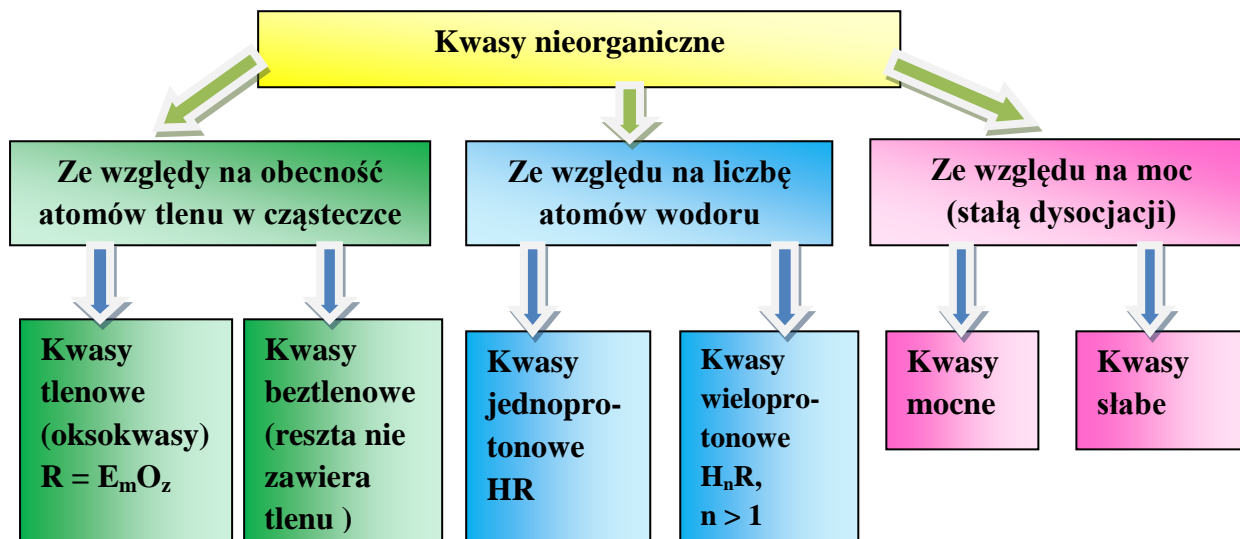 Kwasy nieorganiczne
Ze względy na obecność
atomów tlenu w cząsteczce
Ze względu na liczbę
atomów wodoru
Ze względu na moc
(stałą dysocjacji)
Kwasy
tlenowe
(oksokwasy)
R = EₘO_z
Kwasy
beztlenowe
(reszta nie
zawiera
tlenu )
Kwasy
jednopro-
tonowe
HR
Kwasy
wielopro-
tonowe
HₙR,
n > 1
Kwasy
mocne
Kwasy
słabe